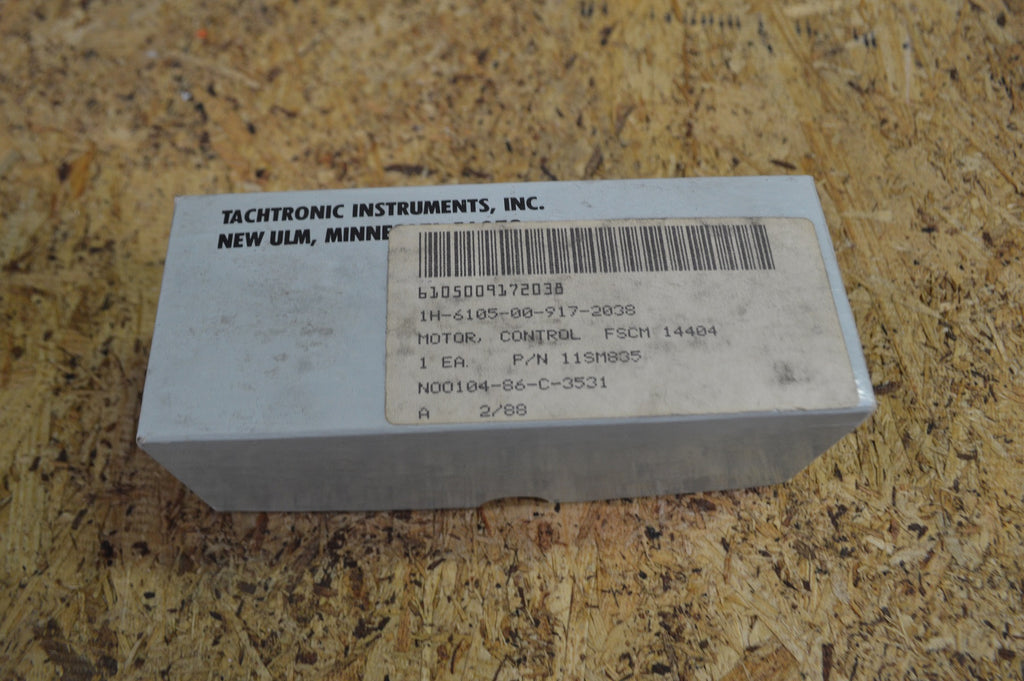 TACHTRONIC INSTRUMENTS, INC.
NEW ULM,
6105009172038
1H-6105-00-917-2038
MOTOR, CONTROL FSCM 14404
1 EA. P/N 11SM835
N00104-86-C-3531
A 2/88